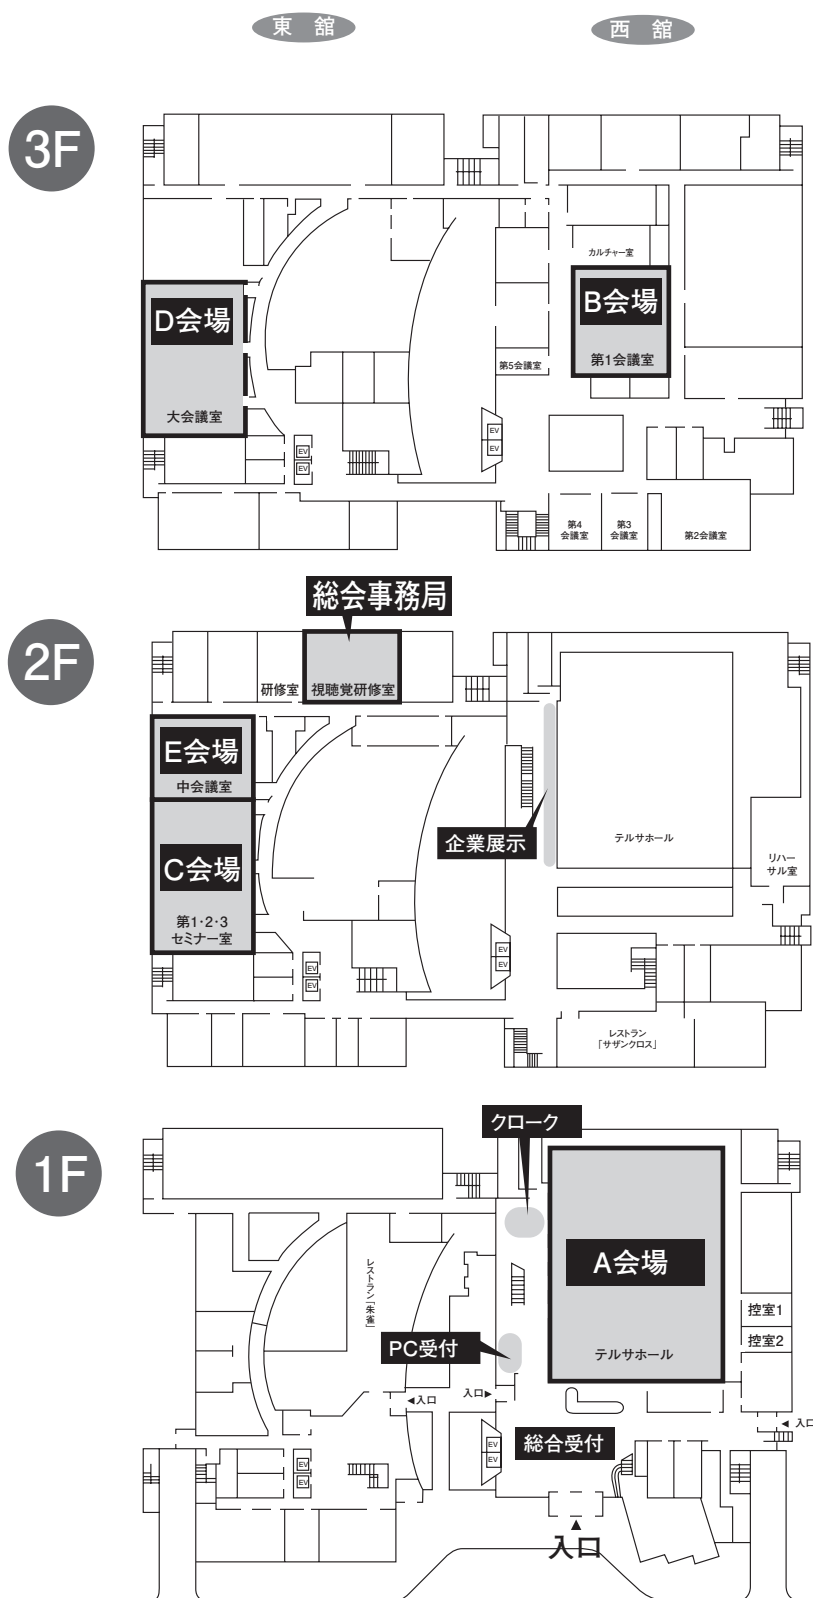 東 舘
西 舘
3F
カルチャー室
B会場
第1会議室
D会場
大会議室
第5会議室
EV
EV
EV
EV
第4
会議室
第3
会議室
第2会議室
総会事務局
2F
研修室
視聴覚研修室
E会場
中会議室
企業展示
テルサホール
リハー
サル室
C会場
第1・2・3
セミナー室
EV
EV
EV
EV
レストラン
「サザンクロス」
クローク
1F
A会場
テルサホール
レストラン「朱雀」
控室1
控室2
PC受付
◀入口
入口▶
◀入口
総合受付
EV
EV
EV
EV
▲
入口